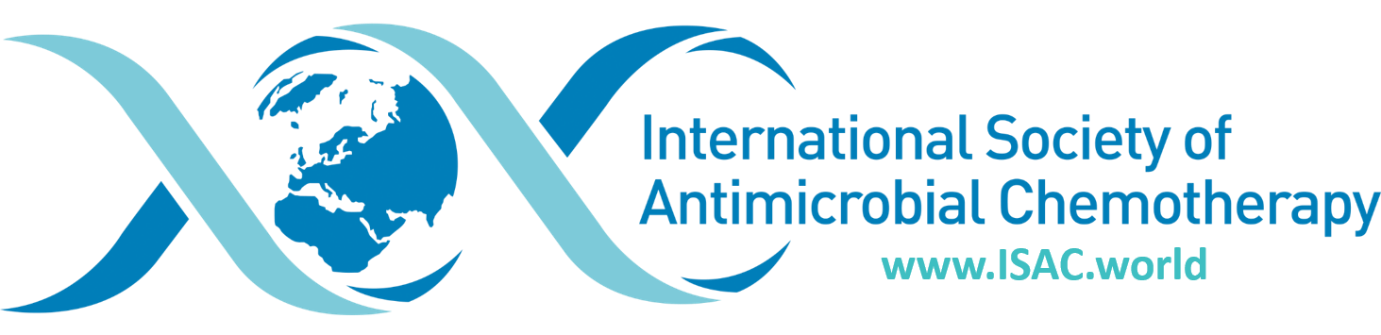 International Society of
Antimicrobial Chemotherapy
www.ISAC.world